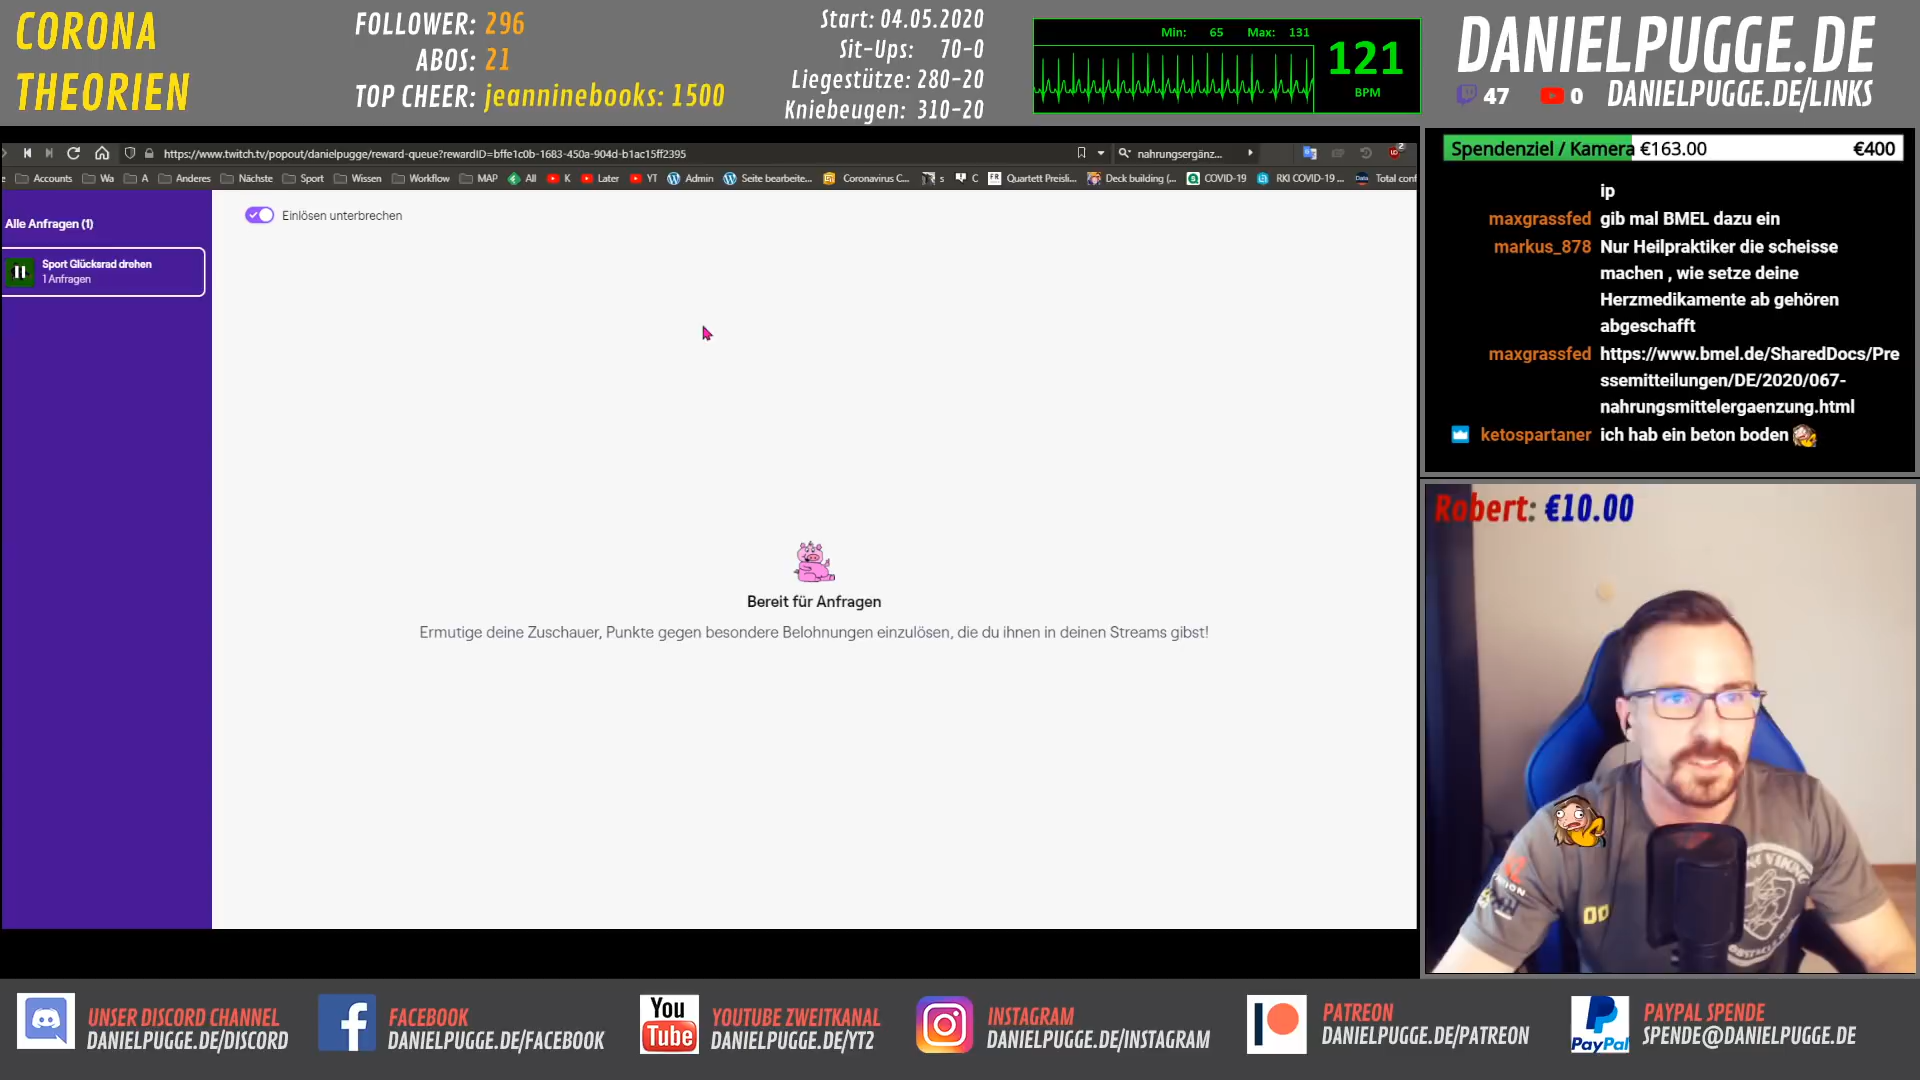 CORONA
THEORIEN
FOLLOWER: 296
ABOS: 21
TOP CHEER: jeanninebooks: 1500
Start: 04.05.2020
Sit-Ups: 70-0
Liegestütze: 280-20
Kniebeugen: 310-20
Min: 65 Max: 131
121
BPM
DANIELPUGGE.DE
47 0 DANIELPUGGE.DE/LINKS
https://www.twitch.tv/popout/danielpugge/reward-queue?rewardID=bffe1c0b-1683-450a-904d-b1ac15ff2395
nahrungsergänz...
2
Accounts Wa A Anderes Nächste Sport Wissen Workflow MAP All K Later YT Admin Seite bearbeite... Coronavirus C... s C Quartett Preisli... Deck building (... COVID-19 RKI COVID-19 ... Total conf
Alle Anfragen (1)
Sport Glücksrad drehen
1 Anfragen
Einlösen unterbrechen
Bereit für Anfragen
Ermutige deine Zuschauer, Punkte gegen besondere Belohnungen einzulösen, die du ihnen in deinen Streams gibst!
Spendenziel / Kamera €163.00 €400
ip
maxgrassfed gib mal BMEL dazu ein
markus_878 Nur Heilpraktiker die scheisse
machen , wie setze deine
Herzmedikamente ab gehören
abgeschafft
maxgrassfed https://www.bmel.de/SharedDocs/Pre
ssemitteilungen/DE/2020/067-
nahrungsmittelergaenzung.html
ketospartaner ich hab ein beton boden
Robert: €10.00
UNSER DISCORD CHANNEL
DANIELPUGGE.DE/DISCORD
FACEBOOK
DANIELPUGGE.DE/FACEBOOK
You
Tube
YOUTUBE ZWEITKANAL
DANIELPUGGE.DE/YT2
INSTAGRAM
DANIELPUGGE.DE/INSTAGRAM
PATREON
DANIELPUGGE.DE/PATREON
PayPal
PAYPAL SPENDE
SPENDE@DANIELPUGGE.DE